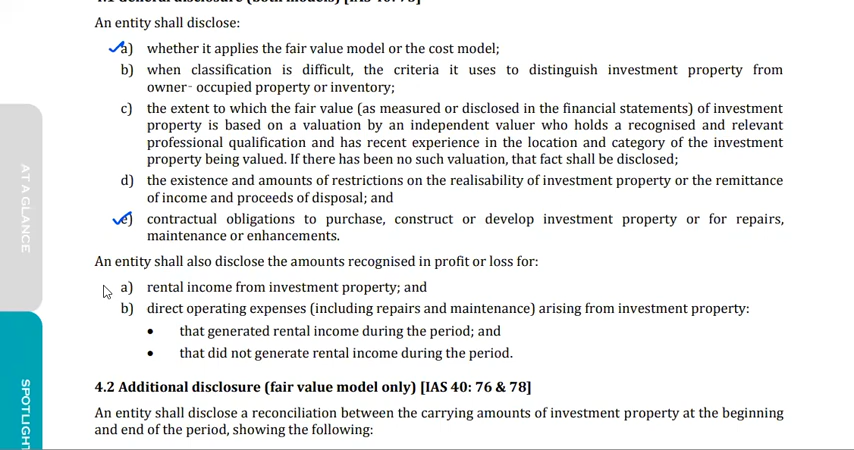 4.1 General disclosure (both models) [IAS 40: 75]
An entity shall disclose:
a) whether it applies the fair value model or the cost model;
b) when classification is difficult, the criteria it uses to distinguish investment property from
owner- occupied property or inventory;
c) the extent to which the fair value (as measured or disclosed in the financial statements) of investment
property is based on a valuation by an independent valuer who holds a recognised and relevant
professional qualification and has recent experience in the location and category of the investment
property being valued. If there has been no such valuation, that fact shall be disclosed;
d) the existence and amounts of restrictions on the realisability of investment property or the remittance
of income and proceeds of disposal; and
e) contractual obligations to purchase, construct or develop investment property or for repairs,
maintenance or enhancements.
An entity shall also disclose the amounts recognised in profit or loss for:
a) rental income from investment property; and
b) direct operating expenses (including repairs and maintenance) arising from investment property:
• that generated rental income during the period; and
• that did not generate rental income during the period.
4.2 Additional disclosure (fair value model only) [IAS 40: 76 & 78]
An entity shall disclose a reconciliation between the carrying amounts of investment property at the beginning
and end of the period, showing the following:
AT A GLANCE
SPOTLIGHT